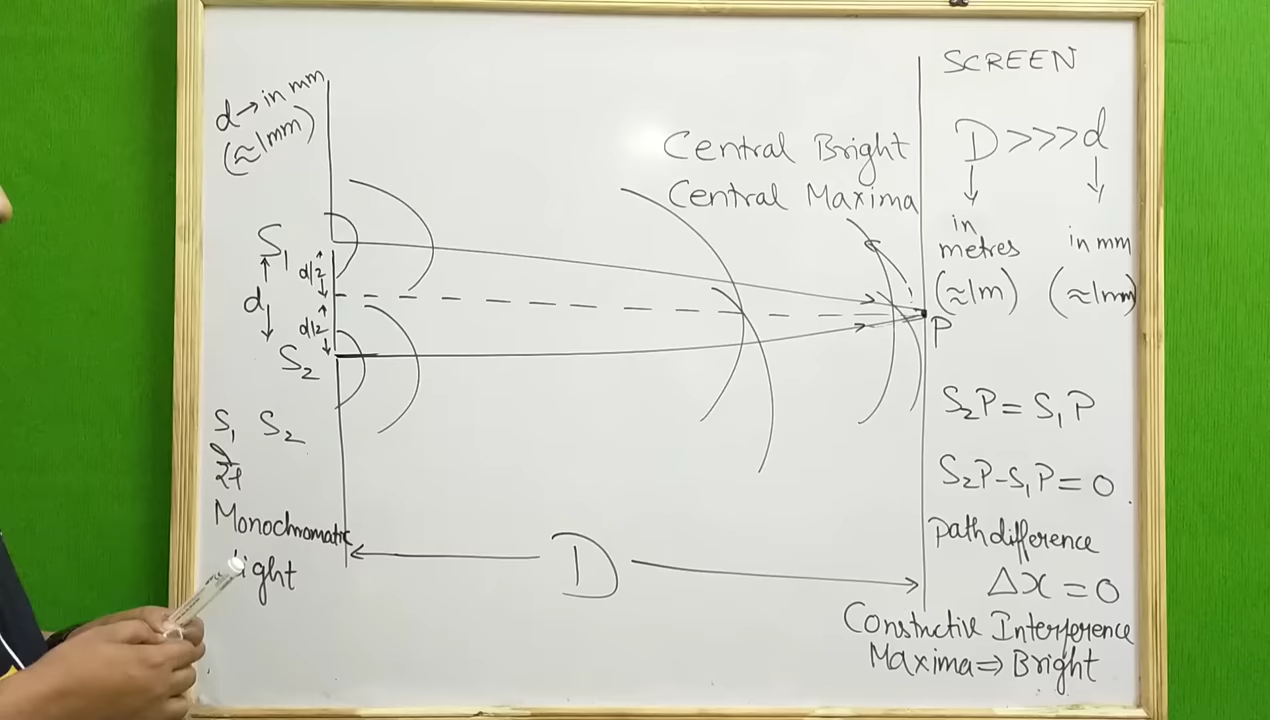 d → in mm
(≈1mm)
S₁
d/2
d
d/2
S₂
S₁ S₂
Monochromatic
Light
Central Bright
Central Maxima
D
P
SCREEN
D >>> d
in metres
in mm
(≈1m)
(≈1mm)
S₂P = S₁P
S₂P - S₁P = 0
Path difference
Δx = 0
Constructive Interference
Maxima ⇒ Bright